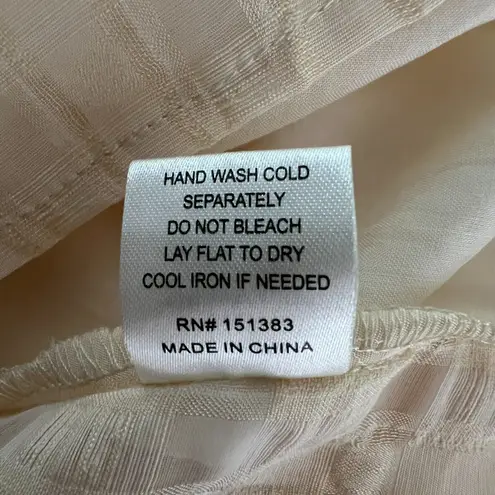 HAND WASH COLD
SEPARATELY
DO NOT BLEACH
LAY FLAT TO DRY
COOL IRON IF NEEDED
RN# 151383
MADE IN CHINA